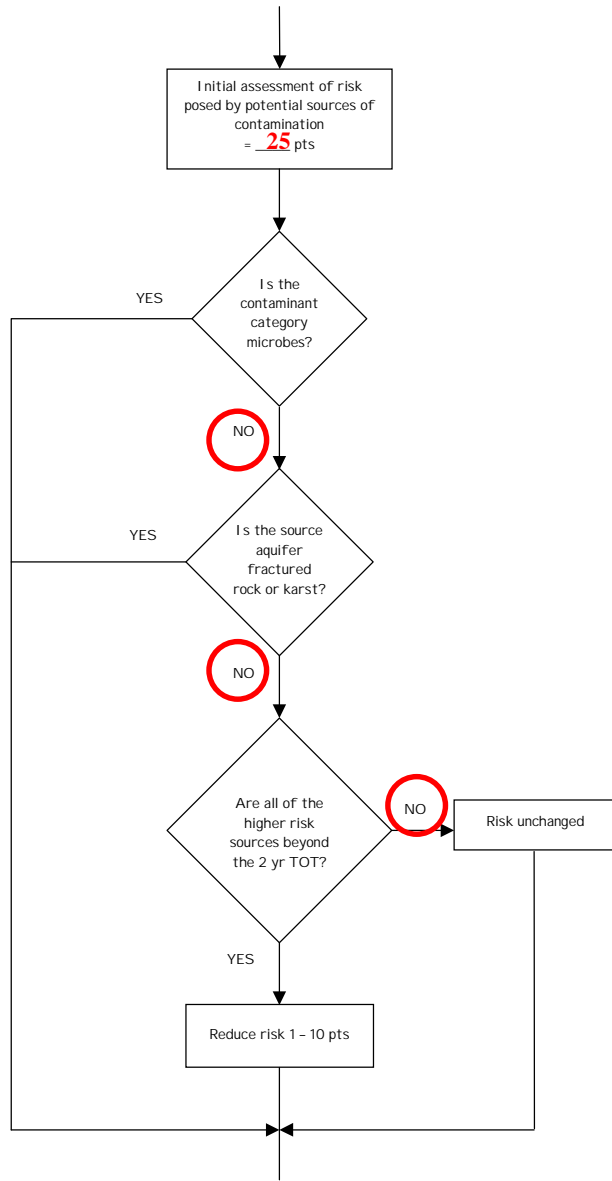 Initial assessment of risk
posed by potential sources of
contamination
= 25 pts
YES
Is the
contaminant
category
microbes?
NO
YES
Is the source
aquifer
fractured
rock or karst?
NO
Are all of the
higher risk
sources beyond
the 2 yr TOT?
NO
Risk unchanged
YES
Reduce risk 1 – 10 pts